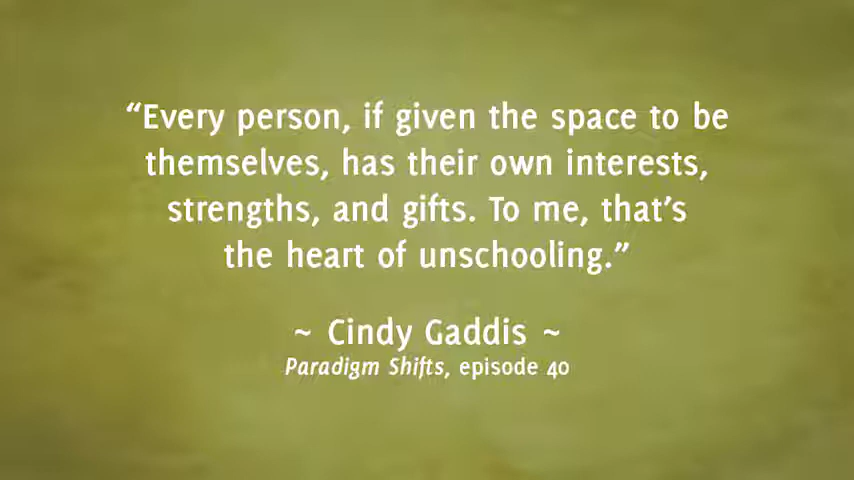 “Every person, if given the space to be
themselves, has their own interests,
strengths, and gifts. To me, that’s
the heart of unschooling.”
~ Cindy Gaddis ~
Paradigm Shifts, episode 40